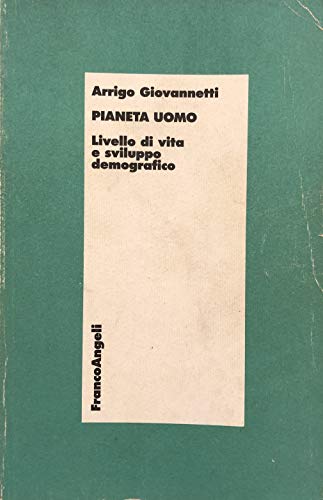 Arrigo Giovannetti
PIANETA UOMO
Livello di vita
e sviluppo
demografico
FrancoAngeli